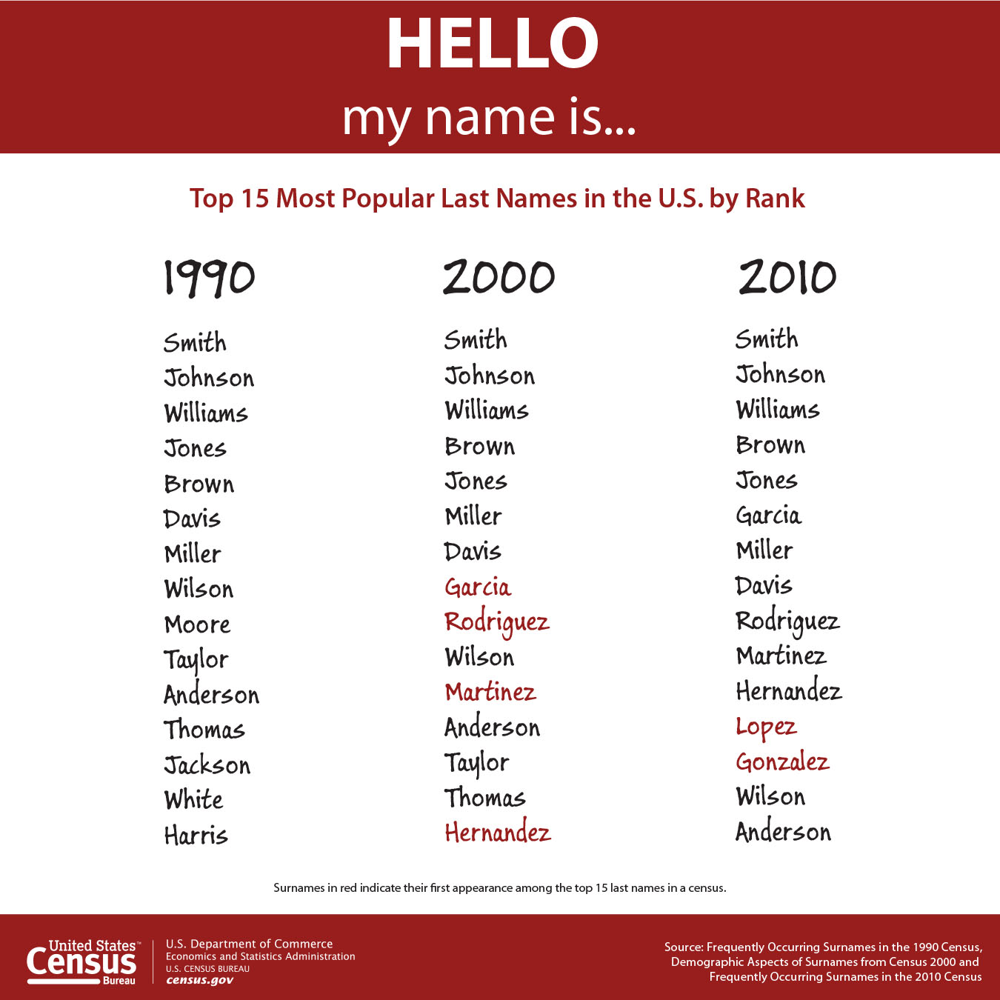 HELLO
my name is...
Top 15 Most Popular Last Names in the U.S. by Rank
1990
Smith
Johnson
Williams
Jones
Brown
Davis
Miller
Wilson
Moore
Taylor
Anderson
Thomas
Jackson
White
Harris
2000
Smith
Johnson
Williams
Brown
Jones
Miller
Davis
Garcia
Rodriguez
Wilson
Martinez
Anderson
Taylor
Thomas
Hernandez
2010
Smith
Johnson
Williams
Brown
Jones
Garcia
Miller
Davis
Rodriguez
Martinez
Hernandez
Lopez
Gonzalez
Wilson
Anderson
Surnames in red indicate their first appearance among the top 15 last names in a census.
United States™
Census
Bureau
U.S. Department of Commerce
Economics and Statistics Administration
U.S. CENSUS BUREAU
census.gov
Source: Frequently Occurring Surnames in the 1990 Census,
Demographic Aspects of Surnames from Census 2000 and
Frequently Occurring Surnames in the 2010 Census